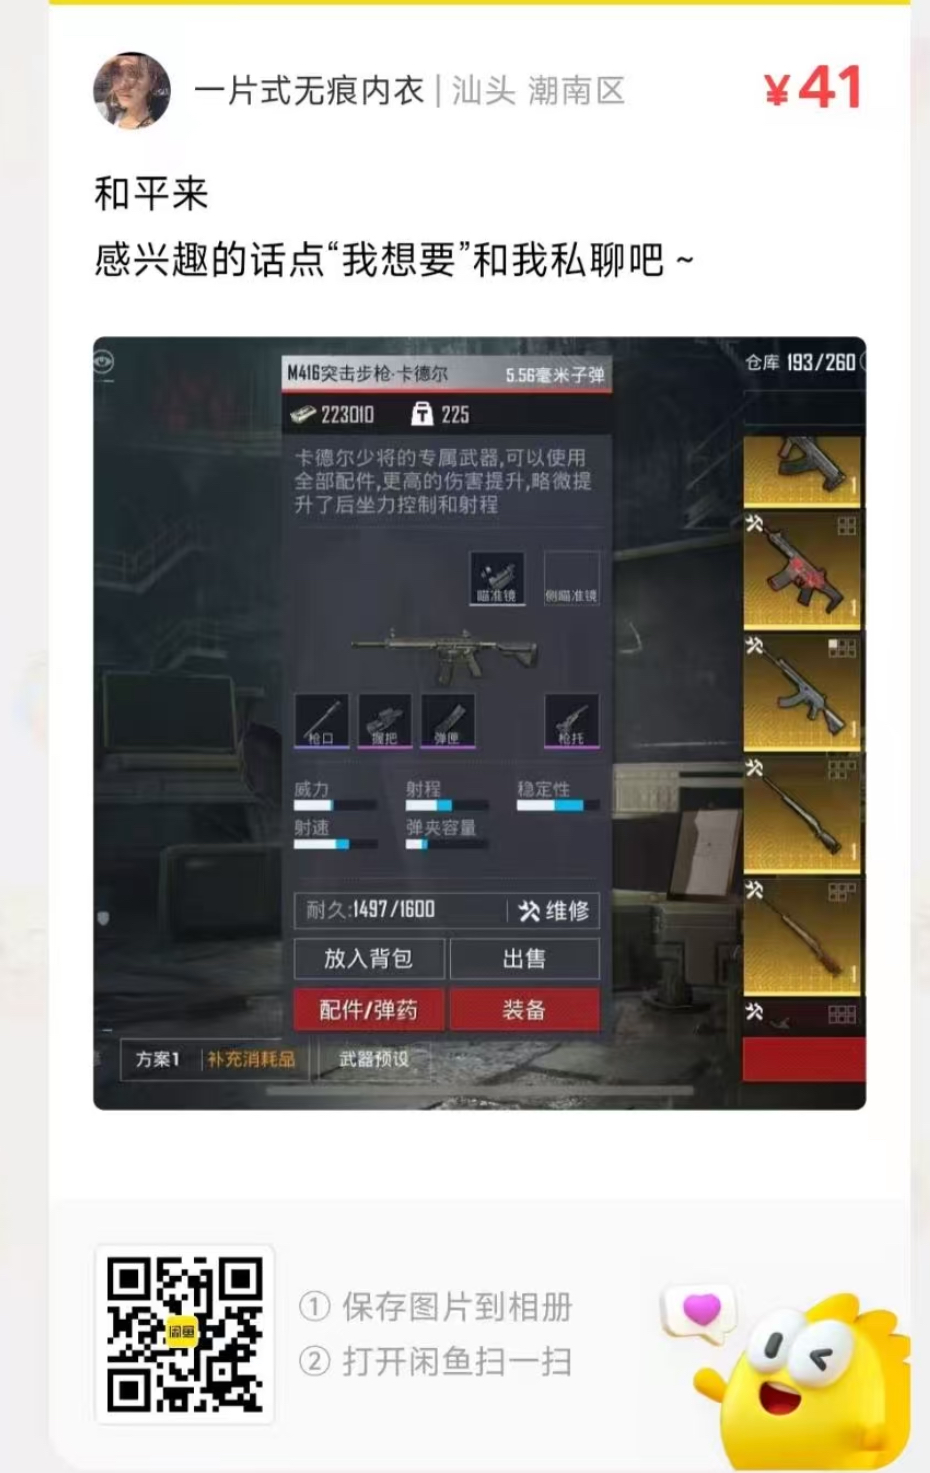 一片式无痕内衣 | 汕头 潮南区
¥41
和平来
感兴趣的话点“我想要”和我私聊吧 ~
M416突击步枪·卡德尔 5.56毫米子弹
仓库 193/260
223010 225
卡德尔少将的专属武器,可以使用
全部配件,更高的伤害提升,略微提
升了后坐力控制和射程
瞄准镜 侧瞄准镜
1
1
枪口 握把 弹匣 枪托
1
威力 射程 稳定性
射速 弹夹容量
1
耐久:1497/1600 维修
放入背包 出售
1
配件/弹药 装备
方案1 补充消耗品 武器预设
闲鱼
① 保存图片到相册
② 打开闲鱼扫一扫